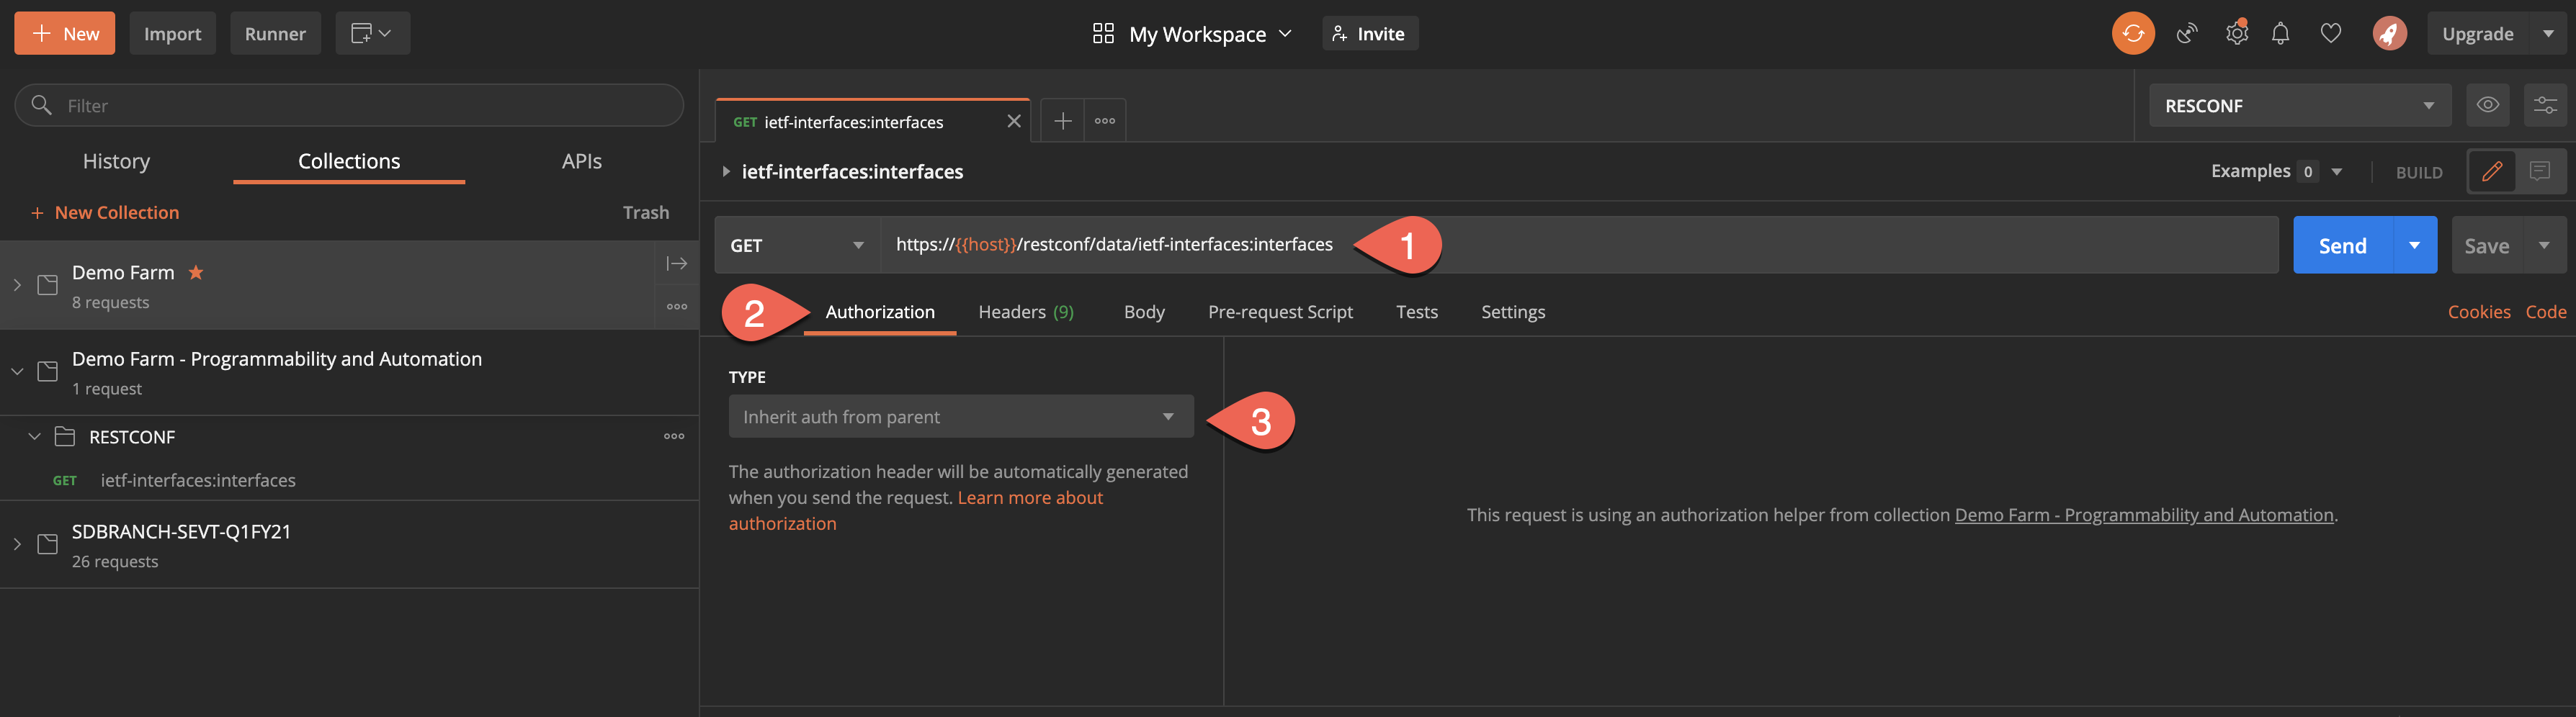 New
Import
Runner
My Workspace
Invite
Upgrade
Filter
History
Collections
APIs
New Collection
Trash
Demo Farm
8 requests
Demo Farm - Programmability and Automation
1 request
RESTCONF
GET ietf-interfaces:interfaces
SDBRANCH-SEVT-Q1FY21
26 requests
GET ietf-interfaces:interfaces
RESCONF
ietf-interfaces:interfaces
Examples 0
BUILD
GET
https://{{host}}/restconf/data/ietf-interfaces:interfaces
1
Send
Save
2
Authorization
Headers (9)
Body
Pre-request Script
Tests
Settings
Cookies
Code
TYPE
Inherit auth from parent
3
The authorization header will be automatically generated
when you send the request. Learn more about
authorization
This request is using an authorization helper from collection Demo Farm - Programmability and Automation.